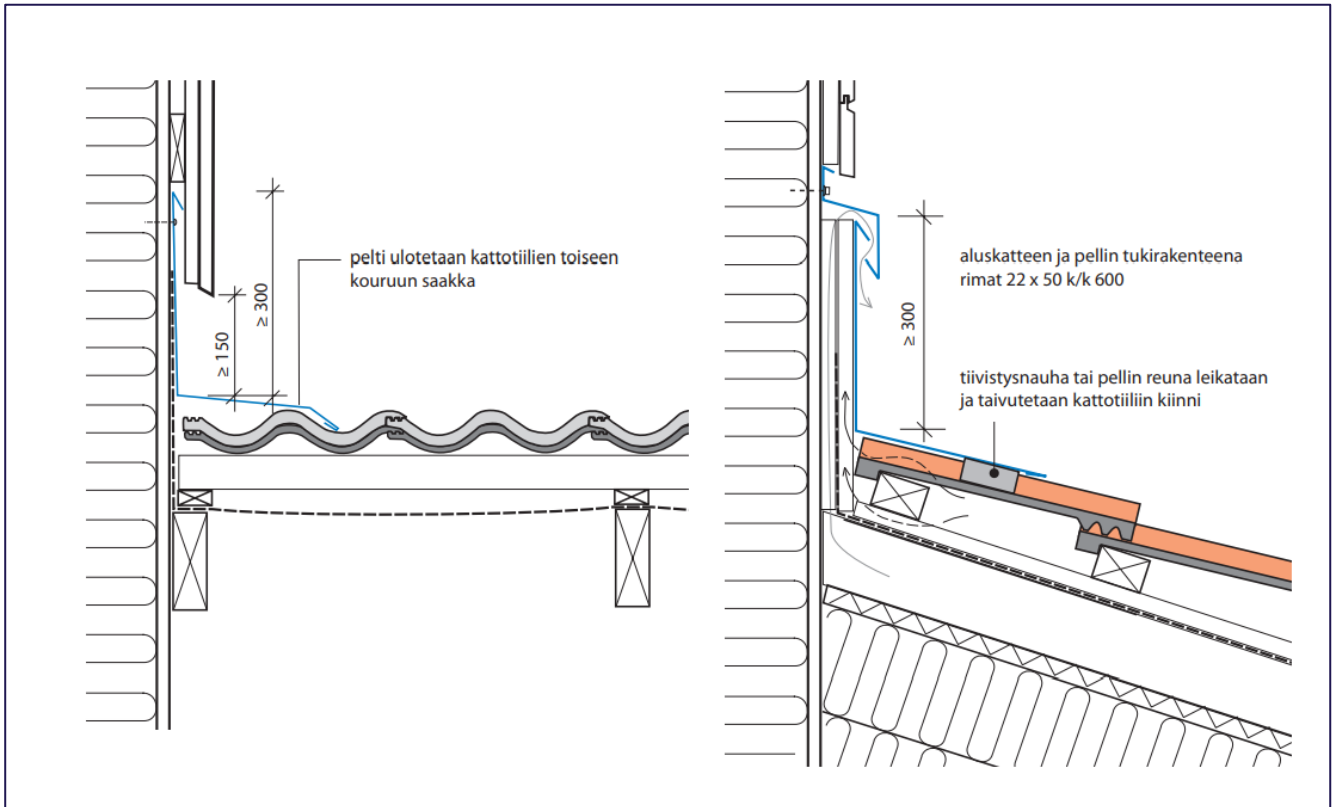 pelti ulotetaan kattotiilien toiseen
kouruun saakka
≥ 300
≥ 150
aluskatteen ja pellin tukirakenteena
rimat 22 x 50 k/k 600
≥ 300
tiivistysnauha tai pellin reuna leikataan
ja taivutetaan kattotiiliin kiinni